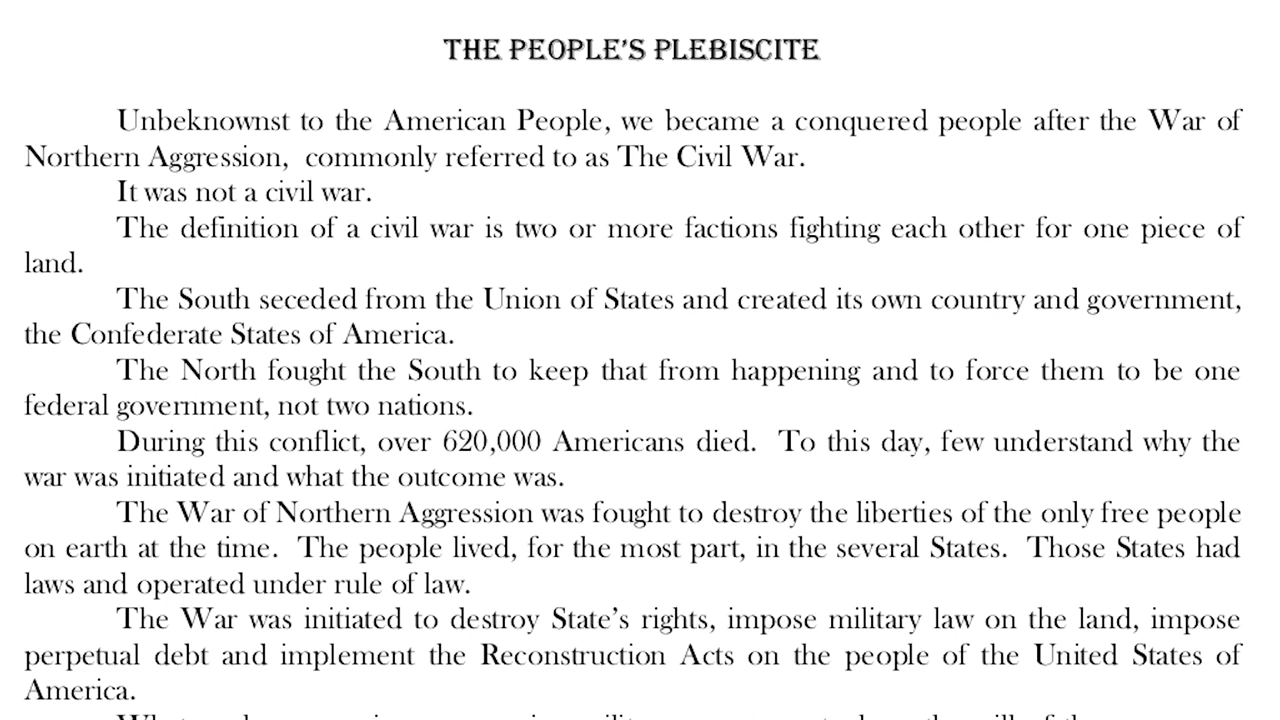 THE PEOPLE'S PLEBISCITE
Unbeknownst to the American People, we became a conquered people after the War of
Northern Aggression,  commonly referred to as The Civil War.
It was not a civil war.
The definition of a civil war is two or more factions fighting each other for one piece of
land.
The South seceded from the Union of States and created its own country and government,
the Confederate States of America.
The North fought the South to keep that from happening and to force them to be one
federal government, not two nations.
During this conflict, over 620,000 Americans died.  To this day, few understand why the
war was initiated and what the outcome was.
The War of Northern Aggression was fought to destroy the liberties of the only free people
on earth at the time.  The people lived, for the most part, in the several States.  Those States had
laws and operated under rule of law.
The War was initiated to destroy State's rights, impose military law on the land, impose
perpetual debt and implement the Reconstruction Acts on the people of the United States of
America.